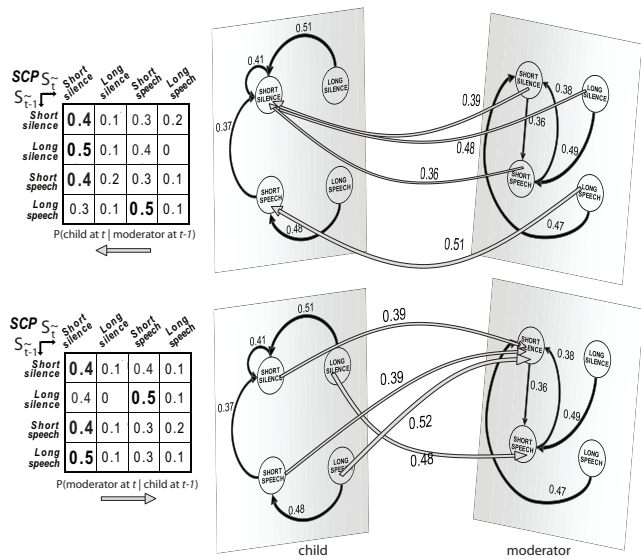 SCP S~t
S~t-1
Short silence
Long silence
Short speech
Long speech
Short silence 0.4 0.1 0.3 0.2
Long silence 0.5 0.1 0.4 0
Short speech 0.4 0.2 0.3 0.1
Long speech 0.3 0.1 0.5 0.1
P(child at t | moderator at t-1)
0.51
0.41
SHORT SILENCE
LONG SILENCE
0.37
SHORT SPEECH
LONG SPEECH
0.48
0.39
0.48
0.36
0.51
SHORT SILENCE
0.38
LONG SILENCE
0.36
0.49
SHORT SPEECH
LONG SPEECH
0.47
SCP S~t
S~t-1
Short silence
Long silence
Short speech
Long speech
Short silence 0.4 0.1 0.4 0.1
Long silence 0.4 0 0.5 0.1
Short speech 0.4 0.1 0.3 0.2
Long speech 0.5 0.1 0.3 0.1
P(moderator at t | child at t-1)
0.51
0.41
SHORT SILENCE
LONG SILENCE
0.37
SHORT SPEECH
LONG SPEECH
0.48
0.39
0.39
0.52
0.48
SHORT SILENCE
0.38
LONG SILENCE
0.36
0.49
SHORT SPEECH
LONG SPEECH
0.47
child
moderator